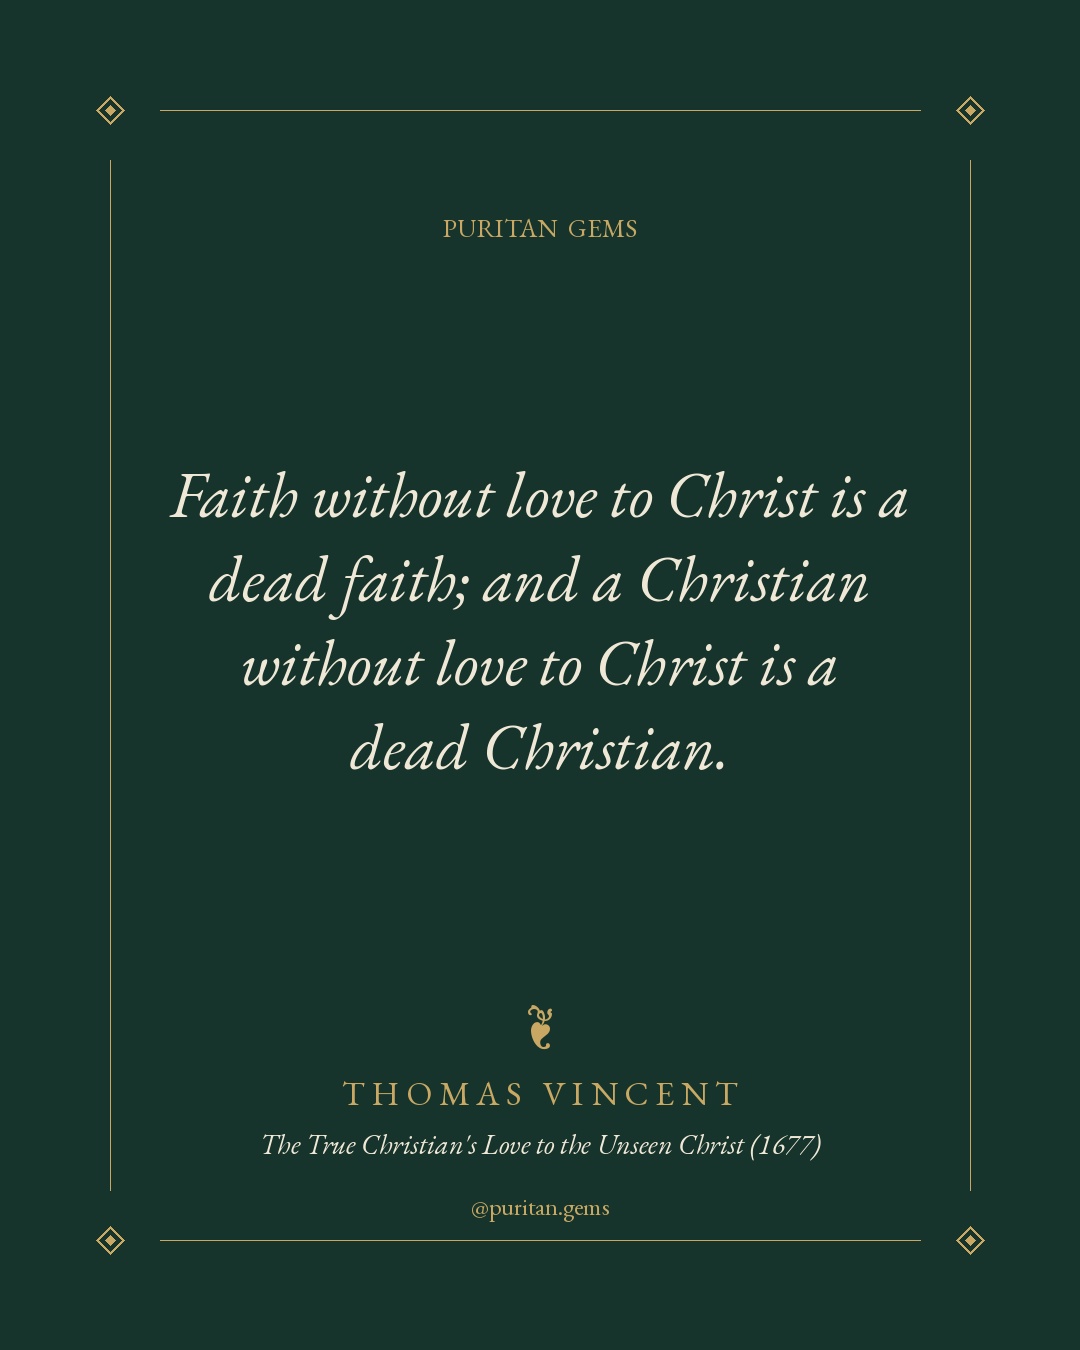 PURITAN GEMS
Faith without love to Christ is a
dead faith; and a Christian
without love to Christ is a
dead Christian.
THOMAS VINCENT
The True Christian's Love to the Unseen Christ (1677)
@puritan.gems